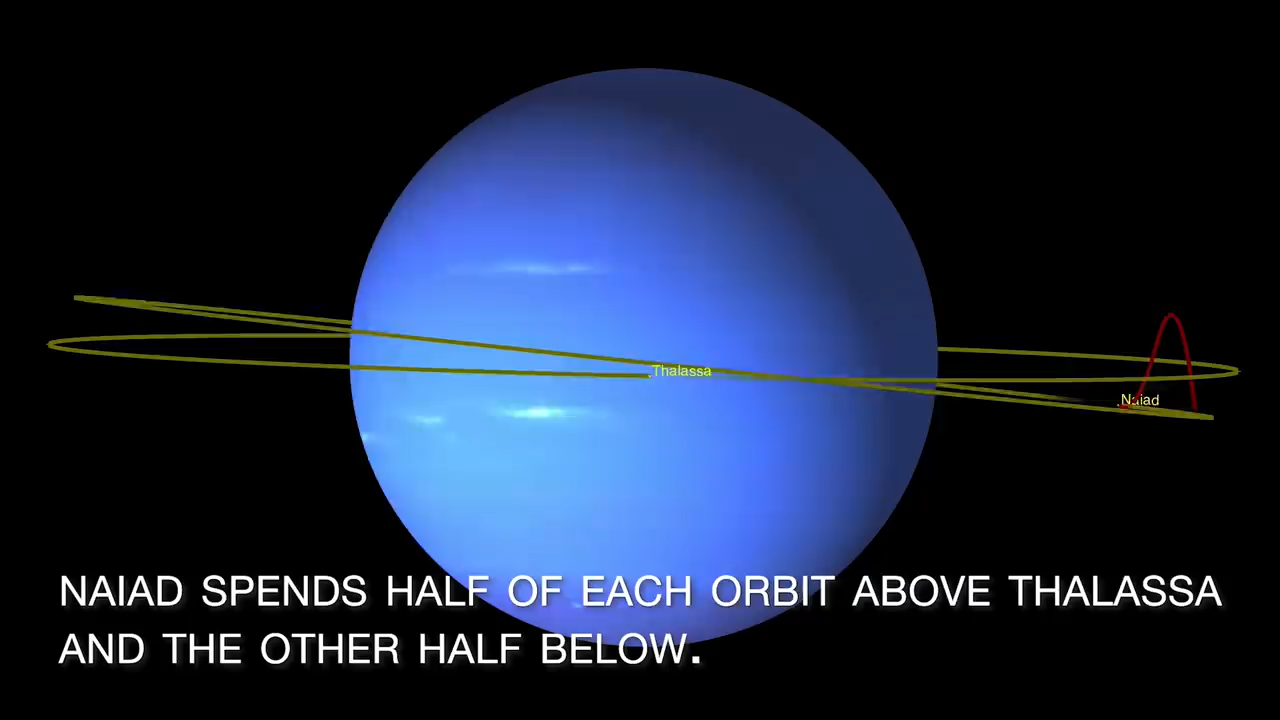 Thalassa
Naiad
NAIAD SPENDS HALF OF EACH ORBIT ABOVE THALASSA
AND THE OTHER HALF BELOW.